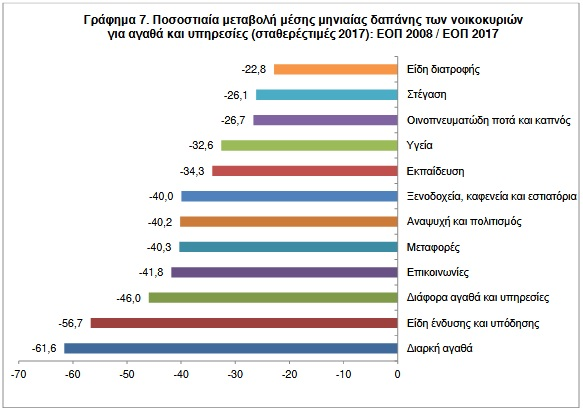 Γράφημα 7. Ποσοστιαία μεταβολή μέσης μηνιαίας δαπάνης των νοικοκυριών
για αγαθά και υπηρεσίες (σταθερέςτιμές 2017): ΕΟΠ 2008 / ΕΟΠ 2017
-22,8 Είδη διατροφής
-26,1 Στέγαση
-26,7 Οινοπνευματώδη ποτά και καπνός
-32,6 Υγεία
-34,3 Εκπαίδευση
-40,0 Ξενοδοχεία, καφενεία και εστιατόρια
-40,2 Αναψυχή και πολιτισμός
-40,3 Μεταφορές
-41,8 Επικοινωνίες
-46,0 Διάφορα αγαθά και υπηρεσίες
-56,7 Είδη ένδυσης και υπόδησης
-61,6 Διαρκή αγαθά
-70 -60 -50 -40 -30 -20 -10 0